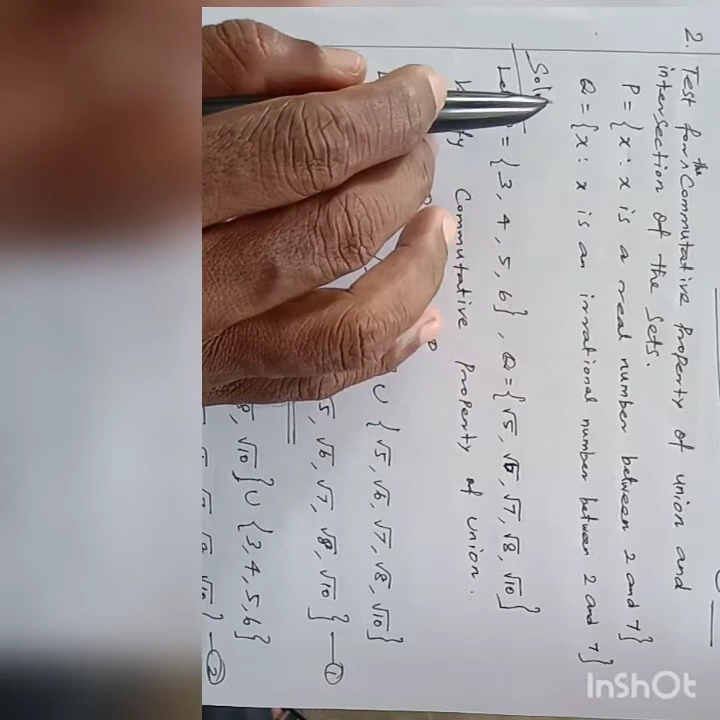 2. Test for the Commutative Property of union and
intersection of the sets.
P = {x : x is a real number between 2 and 7}
Q = {x : x is an irrational number between 2 and 7}
Soln
= {3, 4, 5, 6}, Q = {√5, √6, √7, √8, √10}
Commutative Property of union.
∪ {√5, √6, √7, √8, √10}
5, √6, √7, √8, √10} — ①
, √10} ∪ {3, 4, 5, 6}
√10} — ②
InShOt